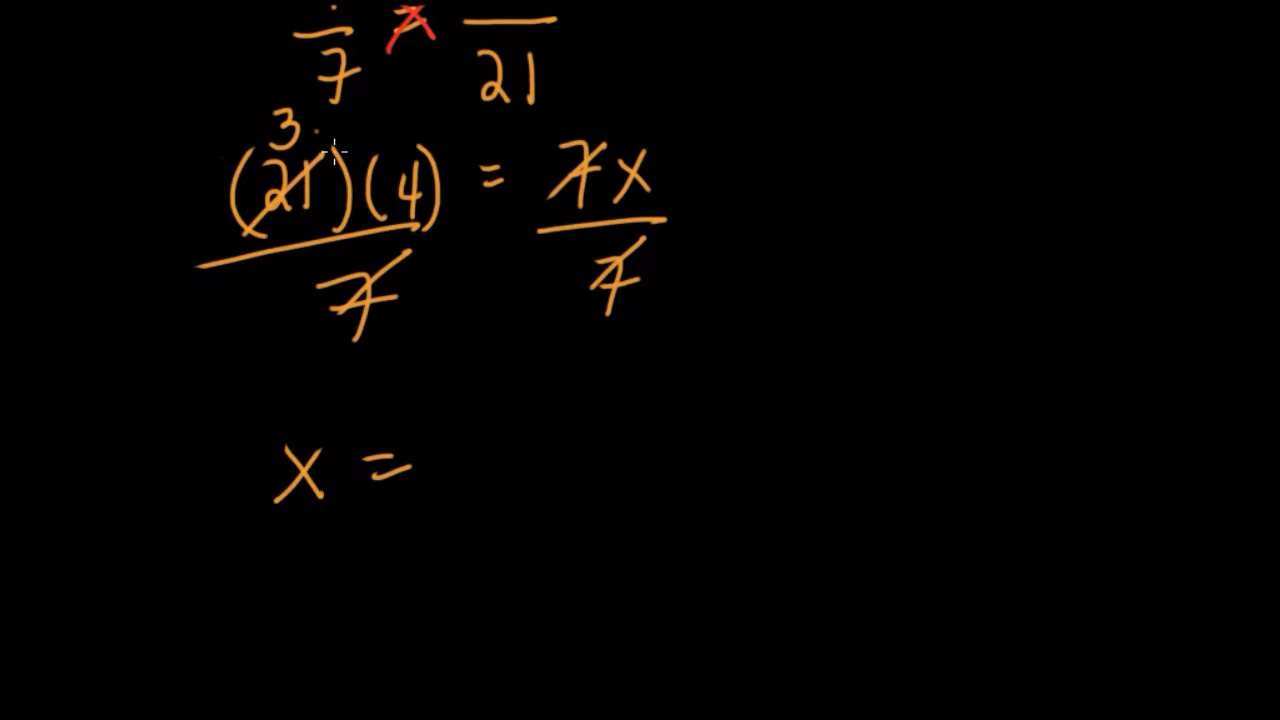 7 = 21
3
(21)(4) = 7x
7 7
x =